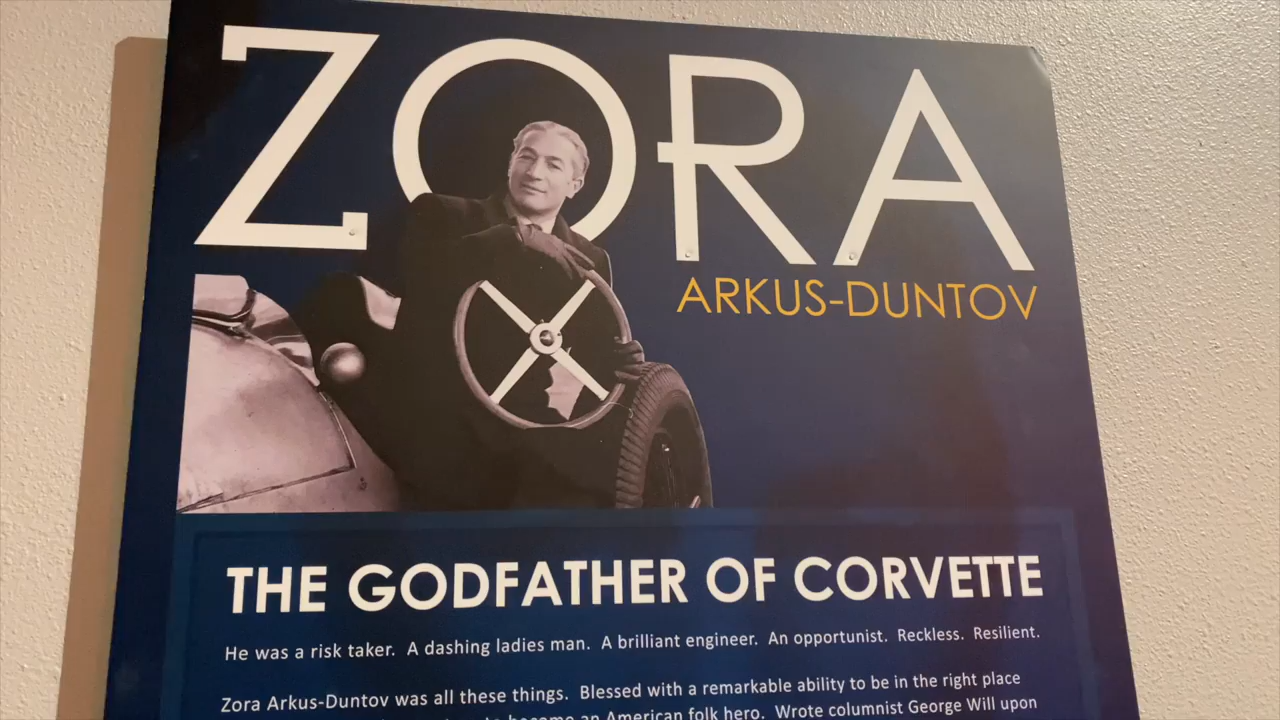 ZORA
ARKUS-DUNTOV
THE GODFATHER OF CORVETTE
He was a risk taker. A dashing ladies man. A brilliant engineer. An opportunist. Reckless. Resilient.
Zora Arkus-Duntov was all these things. Blessed with a remarkable ability to be in the right place
become an American folk hero. Wrote columnist George Will upon